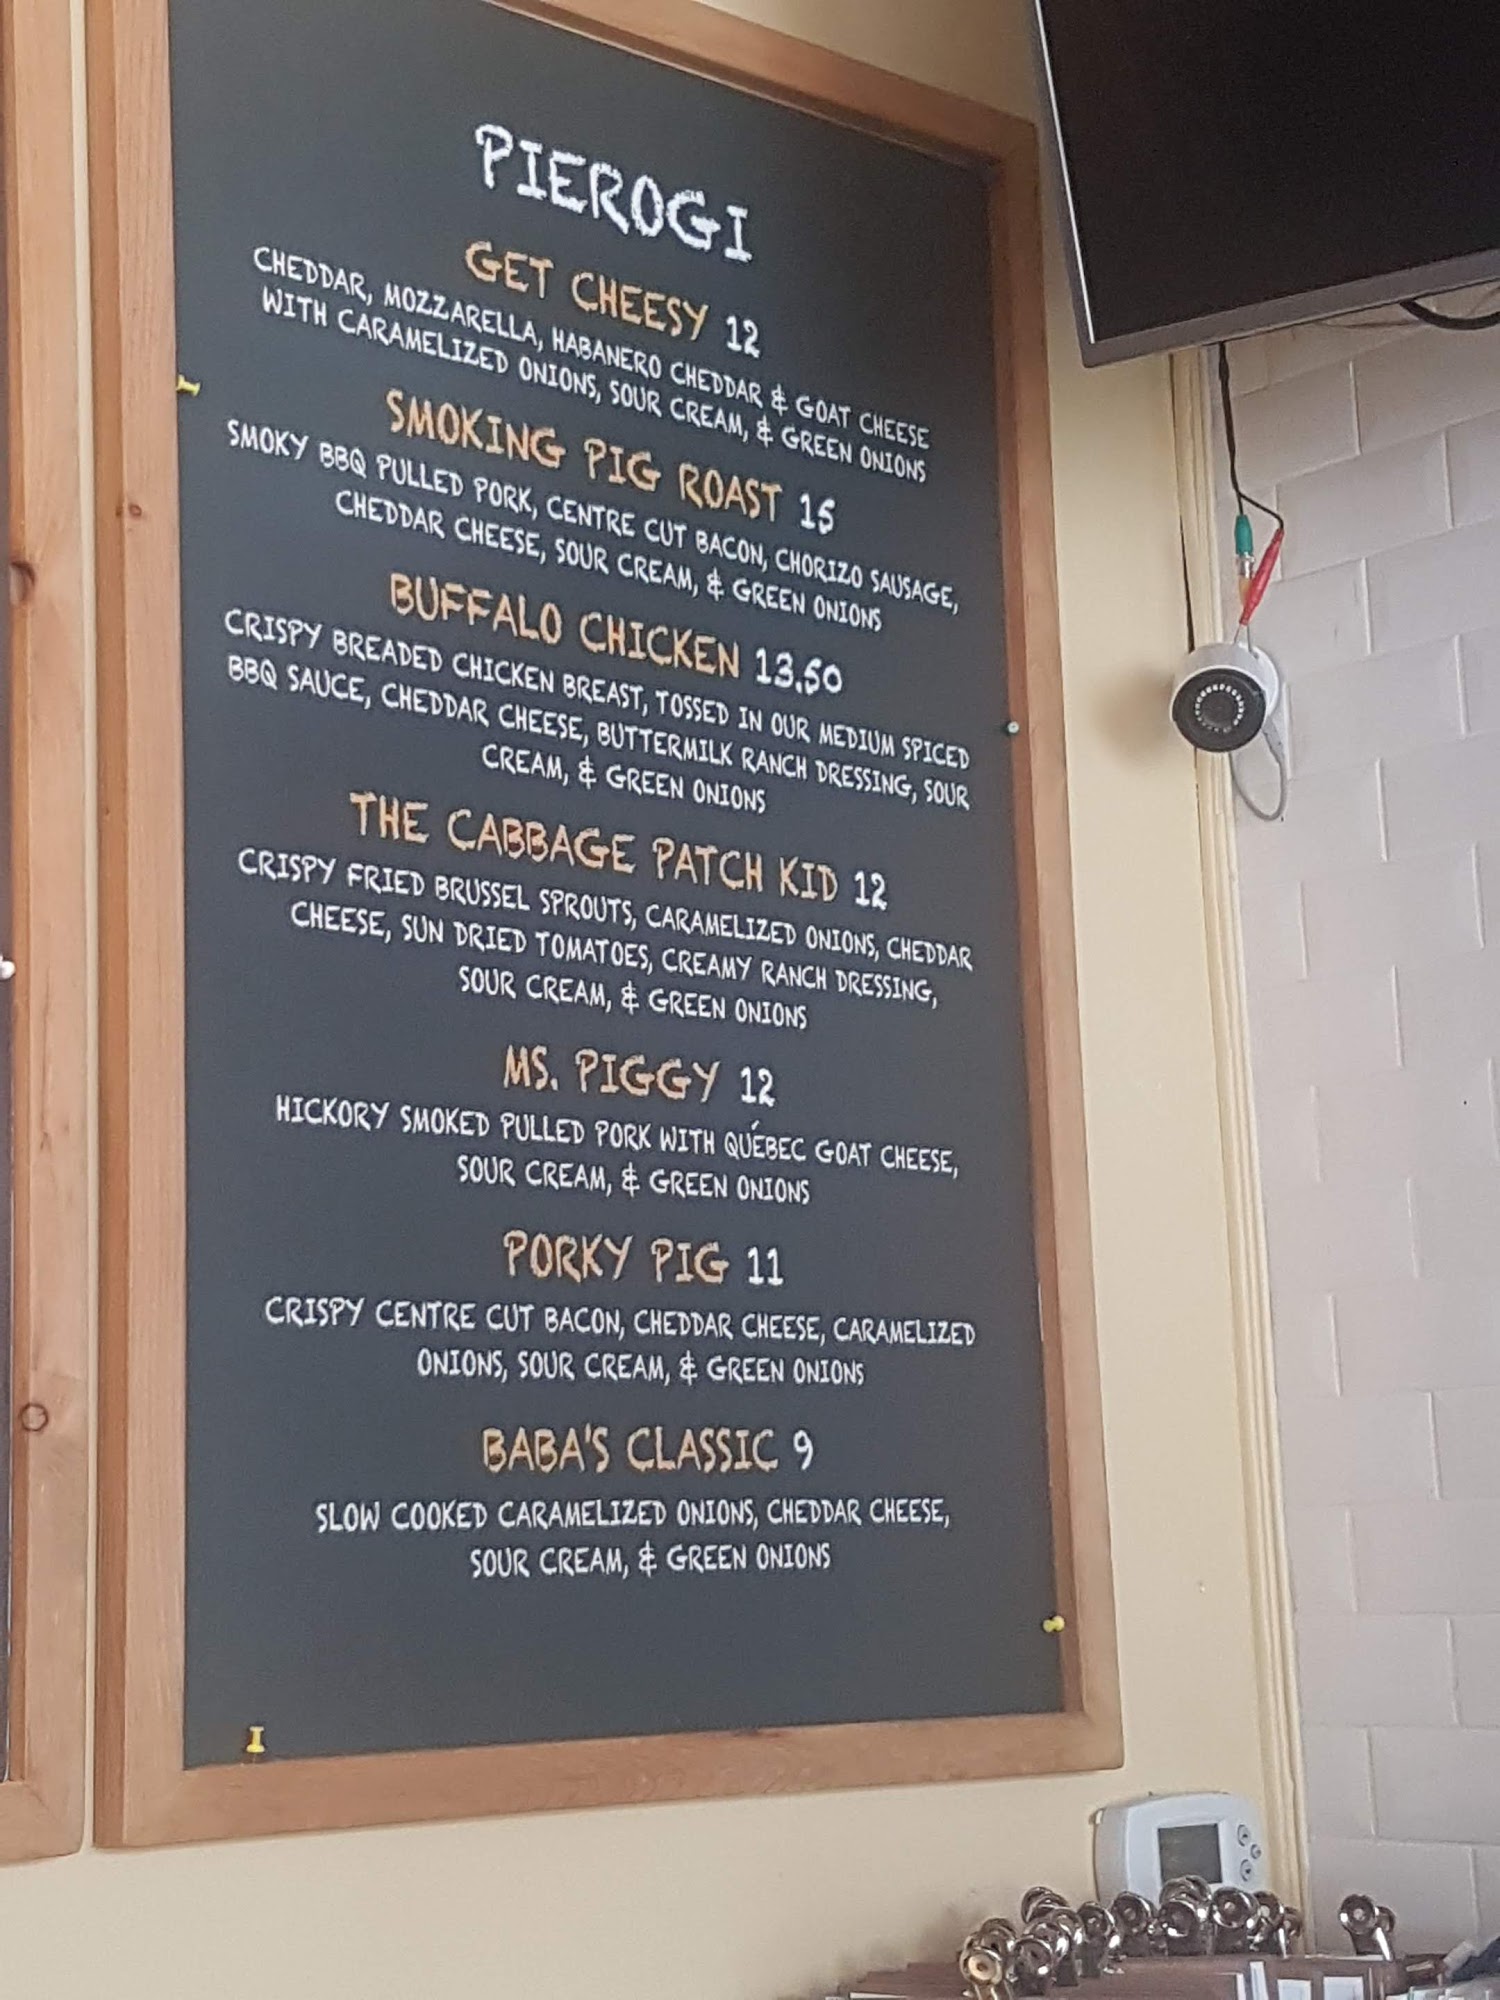 PIEROGI
GET CHEESY 12
CHEDDAR, MOZZARELLA, HABANERO CHEDDAR & GOAT CHEESE
WITH CARAMELIZED ONIONS, SOUR CREAM, & GREEN ONIONS
SMOKING PIG ROAST 15
SMOKY BBQ PULLED PORK, CENTRE CUT BACON, CHORIZO SAUSAGE,
CHEDDAR CHEESE, SOUR CREAM, & GREEN ONIONS
BUFFALO CHICKEN 13.50
CRISPY BREADED CHICKEN BREAST, TOSSED IN OUR MEDIUM SPICED
BBQ SAUCE, CHEDDAR CHEESE, BUTTERMILK RANCH DRESSING, SOUR
CREAM, & GREEN ONIONS
THE CABBAGE PATCH KID 12
CRISPY FRIED BRUSSEL SPROUTS, CARAMELIZED ONIONS, CHEDDAR
CHEESE, SUN DRIED TOMATOES, CREAMY RANCH DRESSING,
SOUR CREAM, & GREEN ONIONS
MS. PIGGY 12
HICKORY SMOKED PULLED PORK WITH QUÉBEC GOAT CHEESE,
SOUR CREAM, & GREEN ONIONS
PORKY PIG 11
CRISPY CENTRE CUT BACON, CHEDDAR CHEESE, CARAMELIZED
ONIONS, SOUR CREAM, & GREEN ONIONS
BABA'S CLASSIC 9
SLOW COOKED CARAMELIZED ONIONS, CHEDDAR CHEESE,
SOUR CREAM, & GREEN ONIONS